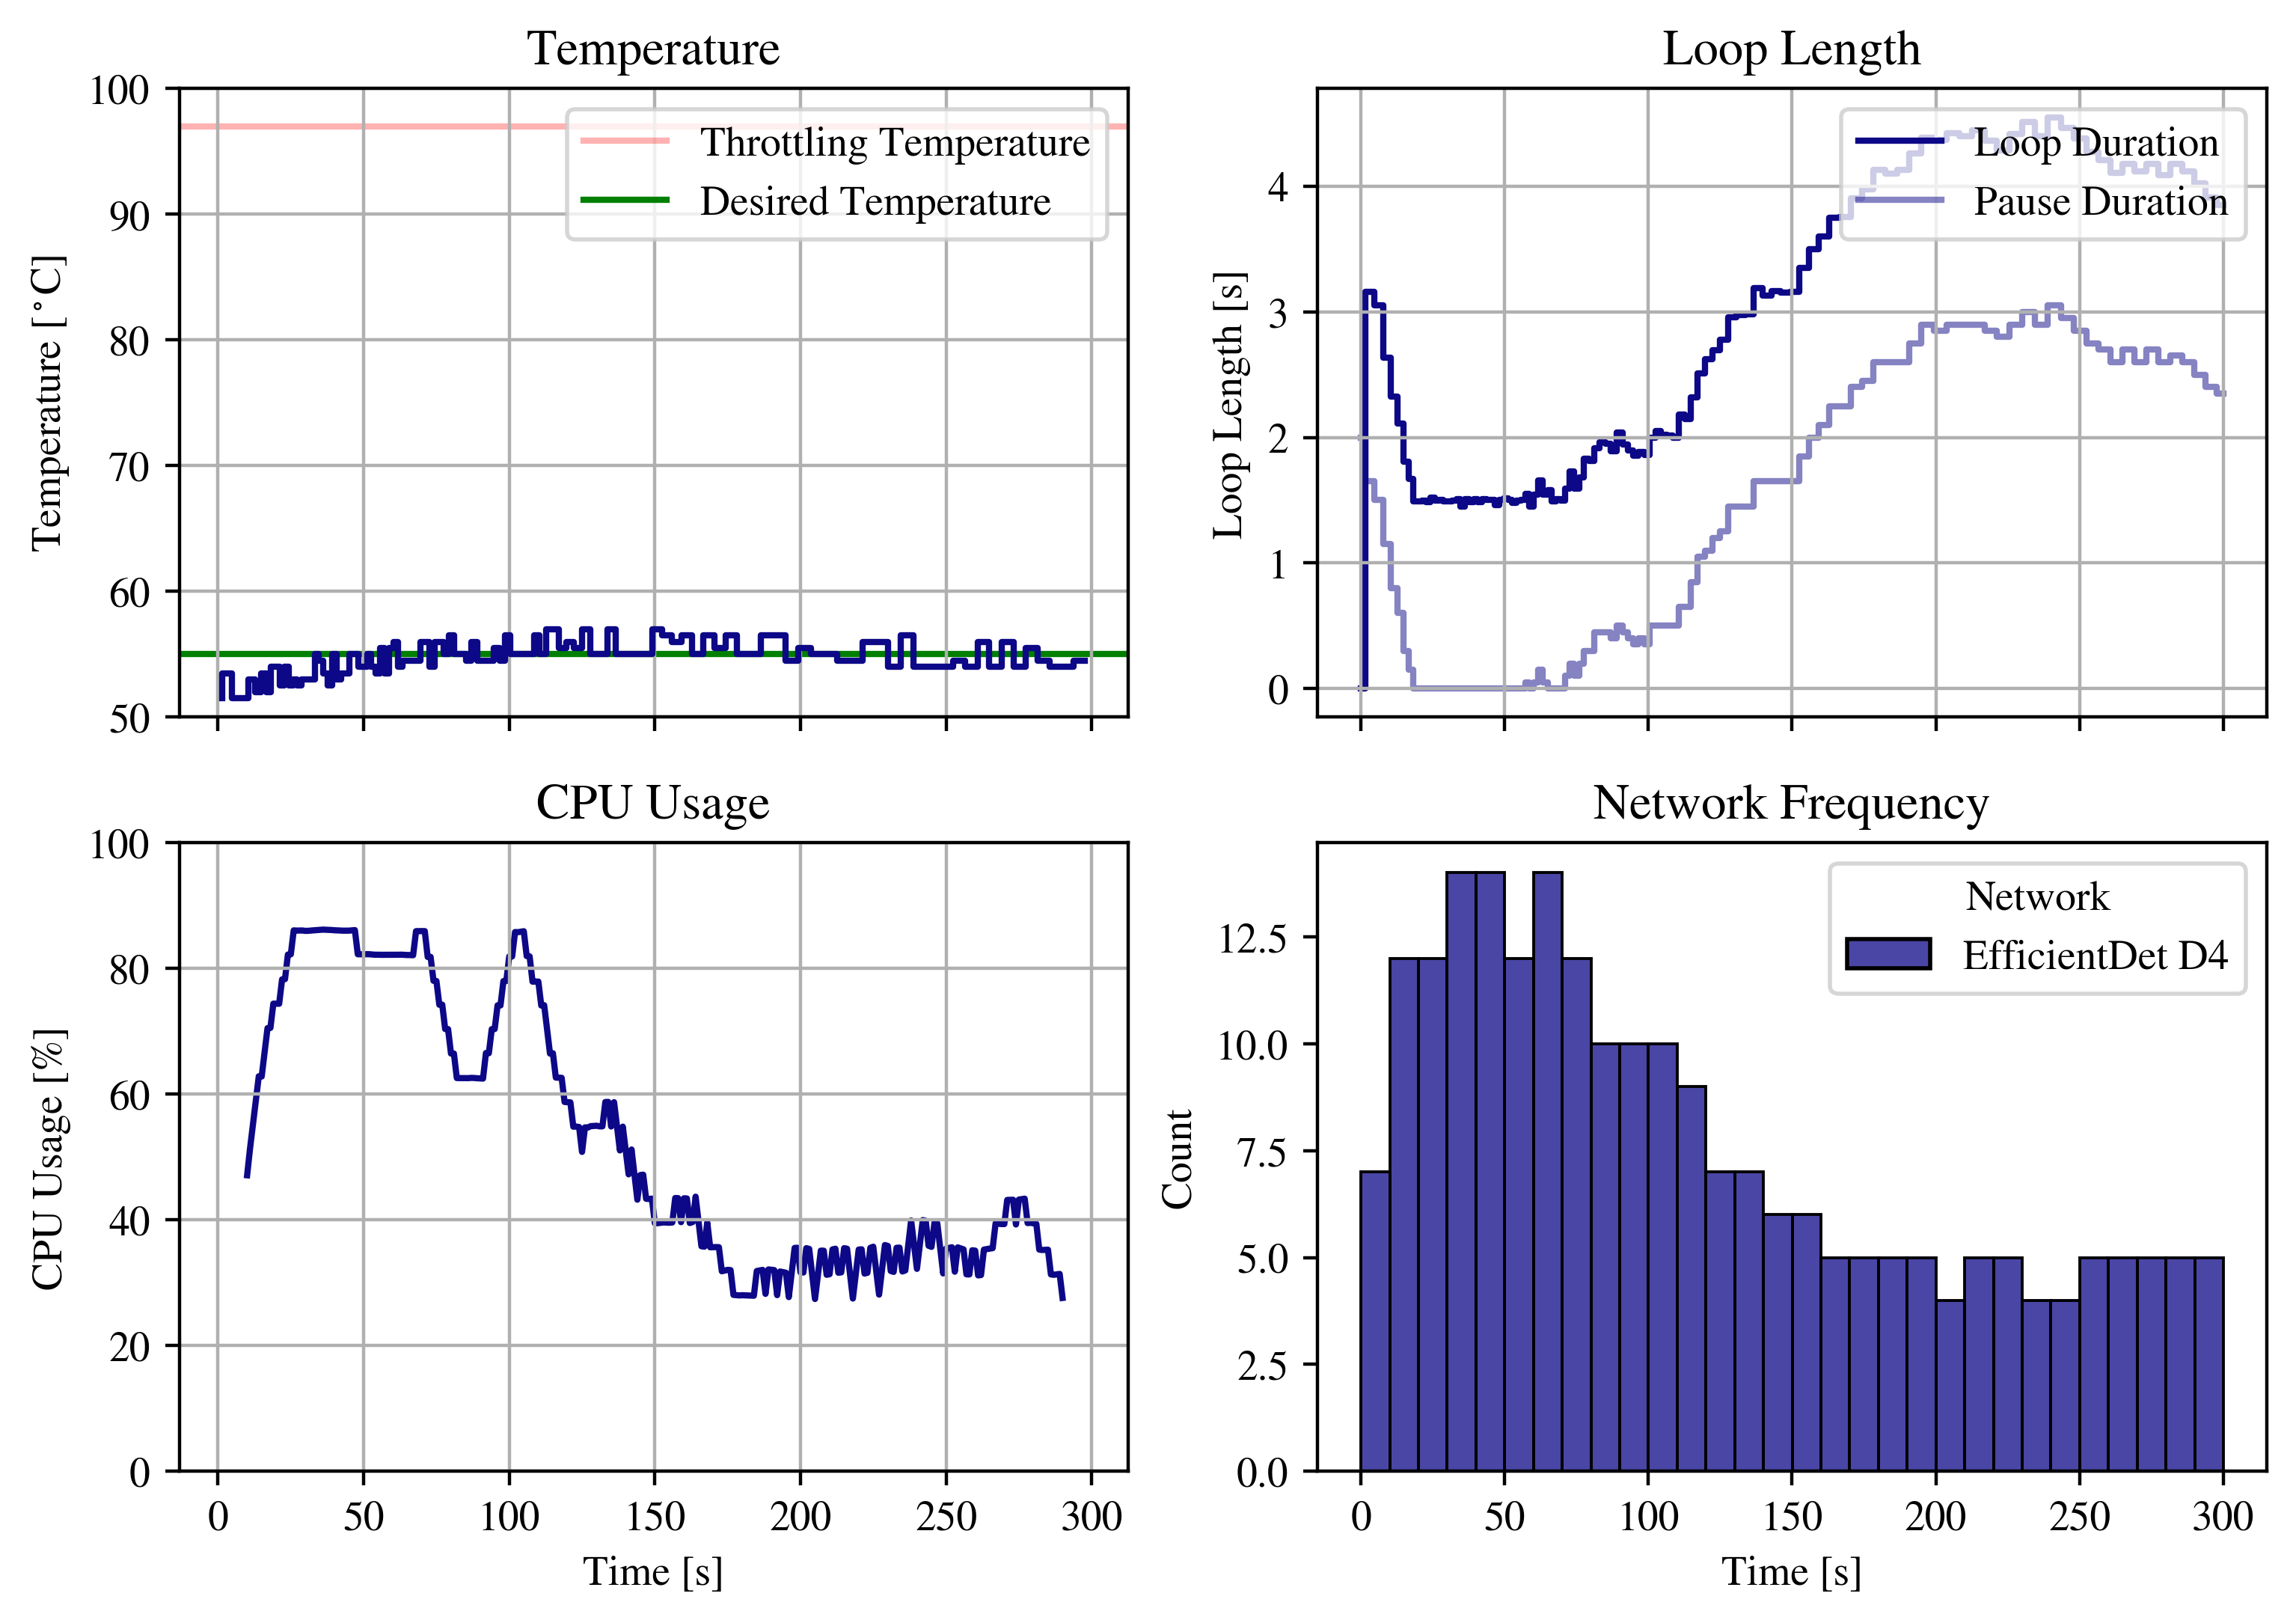 Temperature
100
90
80
70
60
50
Temperature [°C]
Throttling Temperature
Desired Temperature
Loop Length
4
3
2
1
0
Loop Length [s]
Loop Duration
Pause Duration
CPU Usage
100
80
60
40
20
0
CPU Usage [%]
0 50 100 150 200 250 300
Time [s]
Network Frequency
12.5
10.0
7.5
5.0
2.5
0.0
Count
Network
EfficientDet D4
0 50 100 150 200 250 300
Time [s]